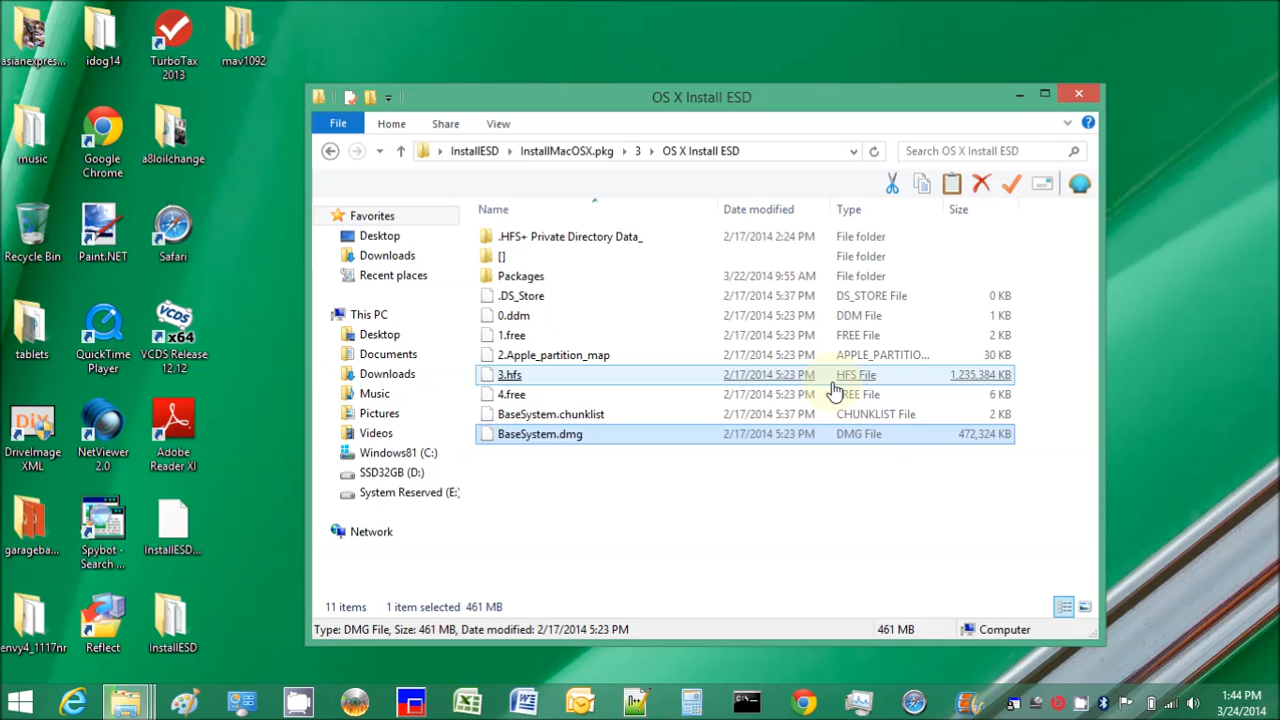 asianexpres...
idog14
TurboTax
2013
mav1092
music
Google
Chrome
a8loilchange
Recycle Bin
Paint.NET
Safari
tablets
QuickTime
Player
VCDS
x64
VCDS Release
12.12
DriveImage
XML
NetViewer
2.0
Adobe
Reader XI
garageba...
Spybot -
Search ...
InstallESD...
envy4_1117nr
Reflect
InstallESD
OS X Install ESD
File
Home
Share
View
InstallESD
InstallMacOSX.pkg
3
OS X Install ESD
Search OS X Install ESD
Favorites
Desktop
Downloads
Recent places
This PC
Desktop
Documents
Downloads
Music
Pictures
Videos
Windows81 (C:)
SSD32GB (D:)
System Reserved (E:)
Network
Name Date modified Type Size
.HFS+ Private Directory Data_ 2/17/2014 2:24 PM File folder
[] File folder
Packages 3/22/2014 9:55 AM File folder
.DS_Store 2/17/2014 5:37 PM DS_STORE File 0 KB
0.ddm 2/17/2014 5:23 PM DDM File 1 KB
1.free 2/17/2014 5:23 PM FREE File 2 KB
2.Apple_partition_map 2/17/2014 5:23 PM APPLE_PARTITIO... 30 KB
3.hfs 2/17/2014 5:23 PM HFS File 1,235,384 KB
4.free 2/17/2014 5:23 PM FREE File 6 KB
BaseSystem.chunklist 2/17/2014 5:37 PM CHUNKLIST File 2 KB
BaseSystem.dmg 2/17/2014 5:23 PM DMG File 472,324 KB
11 items 1 item selected 461 MB
Type: DMG File, Size: 461 MB, Date modified: 2/17/2014 5:23 PM 461 MB Computer
1:44 PM
3/24/2014